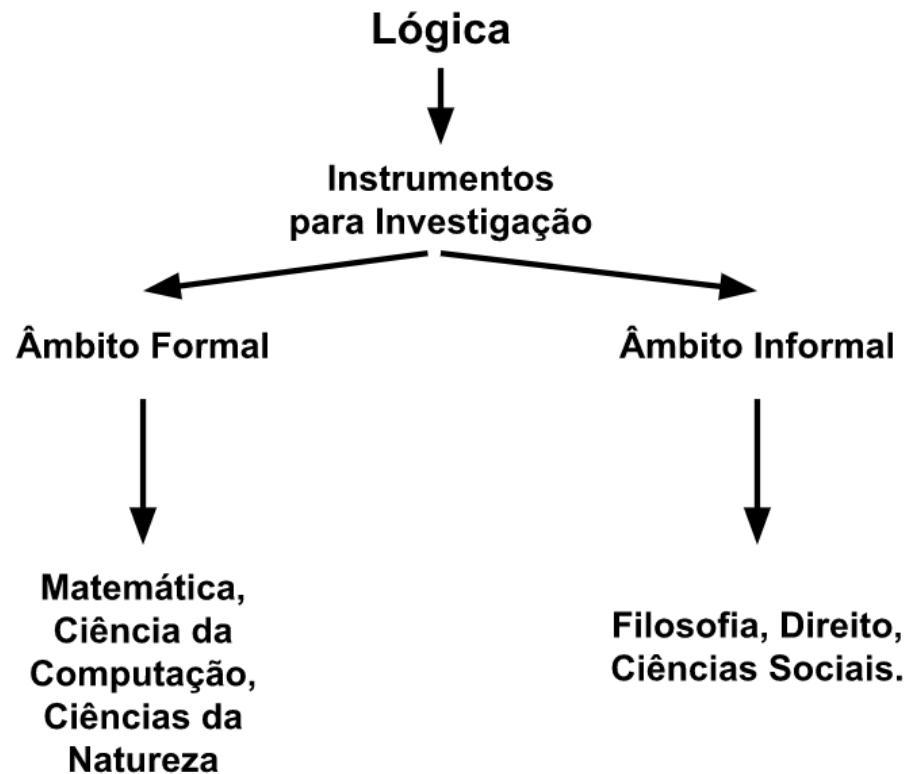 Lógica
Instrumentos
para Investigação
Âmbito Formal
Âmbito Informal
Matemática,
Ciência da
Computação,
Ciências da
Natureza
Filosofia, Direito,
Ciências Sociais.